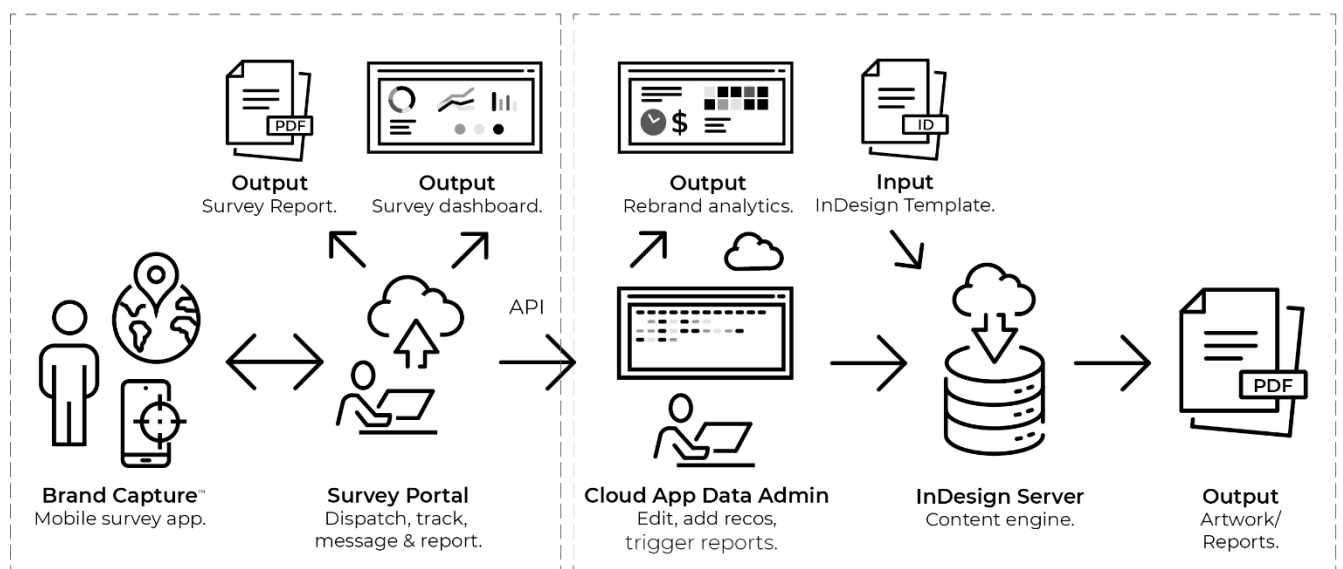 PDF
Output
Survey Report.
Output
Survey dashboard.
$
Output
Rebrand analytics.
ID
Input
InDesign Template.
API
PDF
Brand Capture™
Mobile survey app.
Survey Portal
Dispatch, track,
message & report.
Cloud App Data Admin
Edit, add recos,
trigger reports.
InDesign Server
Content engine.
Output
Artwork/
Reports.